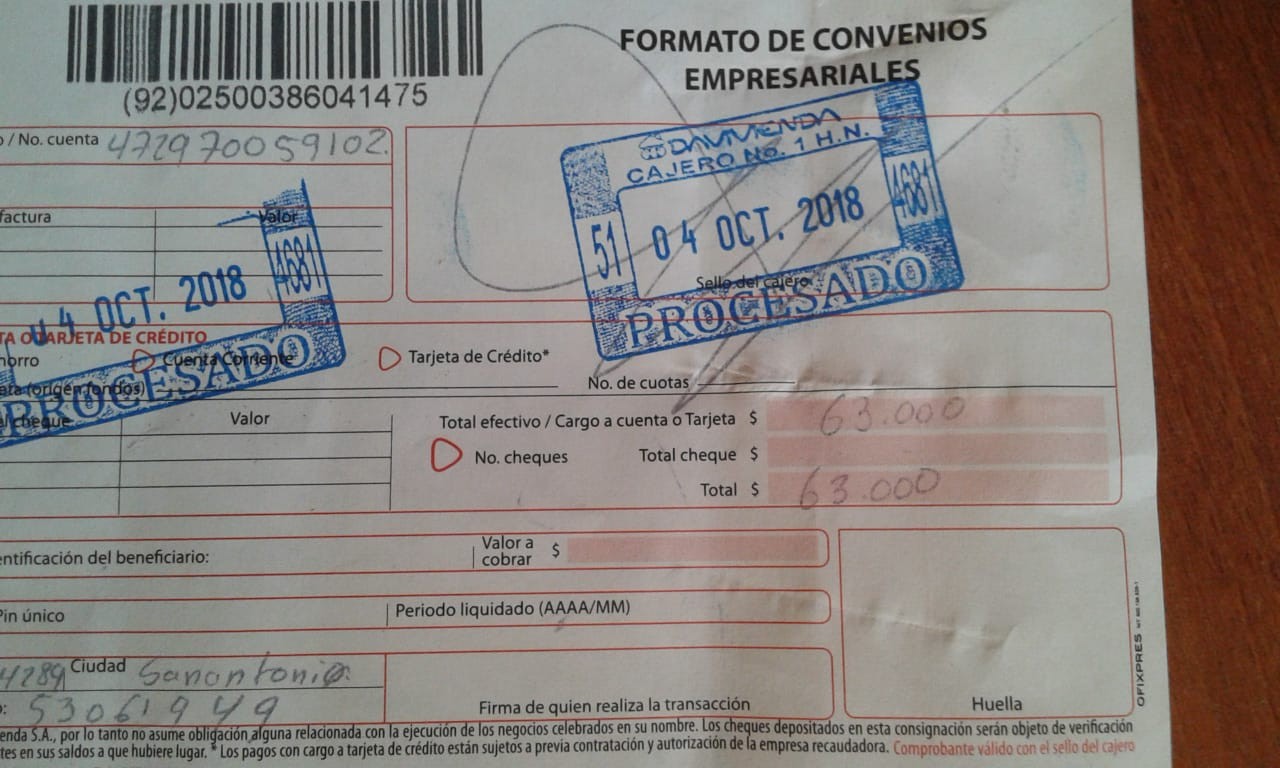 FORMATO DE CONVENIOS
EMPRESARIALES
(92)02500386041475
o / No. cuenta 472970059102.
DAVIVIENDA
CAJERO No. 1 H.N.
51 04 OCT. 2018 4681
Sello del cajero
PROCESADO
factura Valor
04 OCT. 2018 4681
PROCESADO
TA O TARJETA DE CRÉDITO
horro Cuenta Corriente Tarjeta de Crédito*
(origen fondos) No. de cuotas
cheque Valor
Total efectivo / Cargo a cuenta o Tarjeta $ 63.000
No. cheques Total cheque $
Total $ 63.000
entificación del beneficiario: Valor a cobrar $
Pin único Periodo liquidado (AAAA/MM)
4289 Ciudad Sanantonio
o: 53061949
Firma de quien realiza la transacción
Huella
OFIXPRES
enda S.A., por lo tanto no asume obligación alguna relacionada con la ejecución de los negocios celebrados en su nombre. Los cheques depositados en esta consignación serán objeto de verificación
tes en sus saldos a que hubiere lugar. * Los pagos con cargo a tarjeta de crédito están sujetos a previa contratación y autorización de la empresa recaudadora. Comprobante válido con el sello del cajero